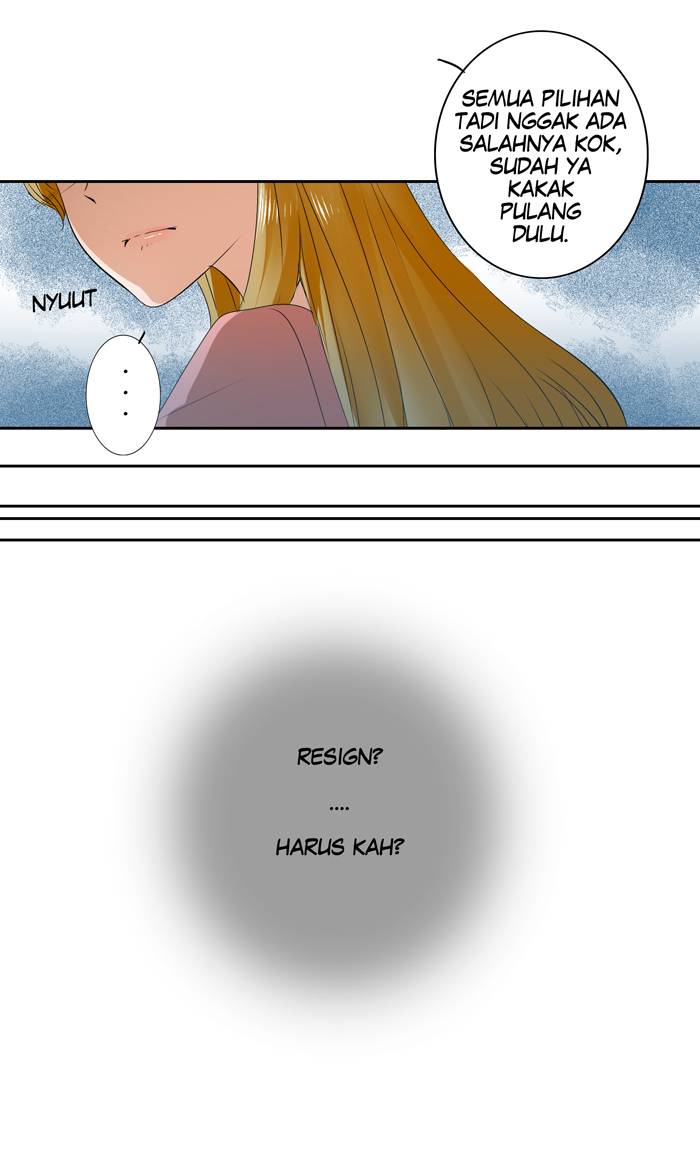 SEMUA PILIHAN
TADI NGGAK ADA
SALAHNYA KOK,
SUDAH YA
KAKAK
PULANG
DULU.
NYUUT
...
RESIGN?
....
HARUS KAH?